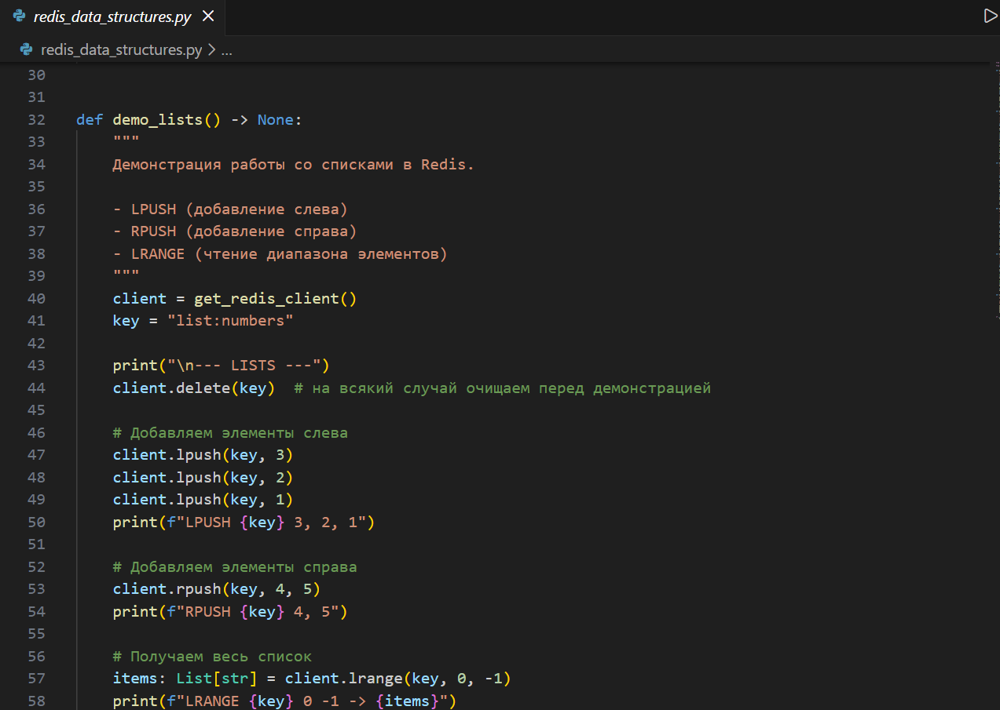 redis_data_structures.py
redis_data_structures.py > ...
30
31
32 def demo_lists() -> None:
33 """
34 Демонстрация работы со списками в Redis.
35
36 - LPUSH (добавление слева)
37 - RPUSH (добавление справа)
38 - LRANGE (чтение диапазона элементов)
39 """
40 client = get_redis_client()
41 key = "list:numbers"
42
43 print("\n--- LISTS ---")
44 client.delete(key)  # на всякий случай очищаем перед демонстрацией
45
46 # Добавляем элементы слева
47 client.lpush(key, 3)
48 client.lpush(key, 2)
49 client.lpush(key, 1)
50 print(f"LPUSH {key} 3, 2, 1")
51
52 # Добавляем элементы справа
53 client.rpush(key, 4, 5)
54 print(f"RPUSH {key} 4, 5")
55
56 # Получаем весь список
57 items: List[str] = client.lrange(key, 0, -1)
58 print(f"LRANGE {key} 0 -1 -> {items}")